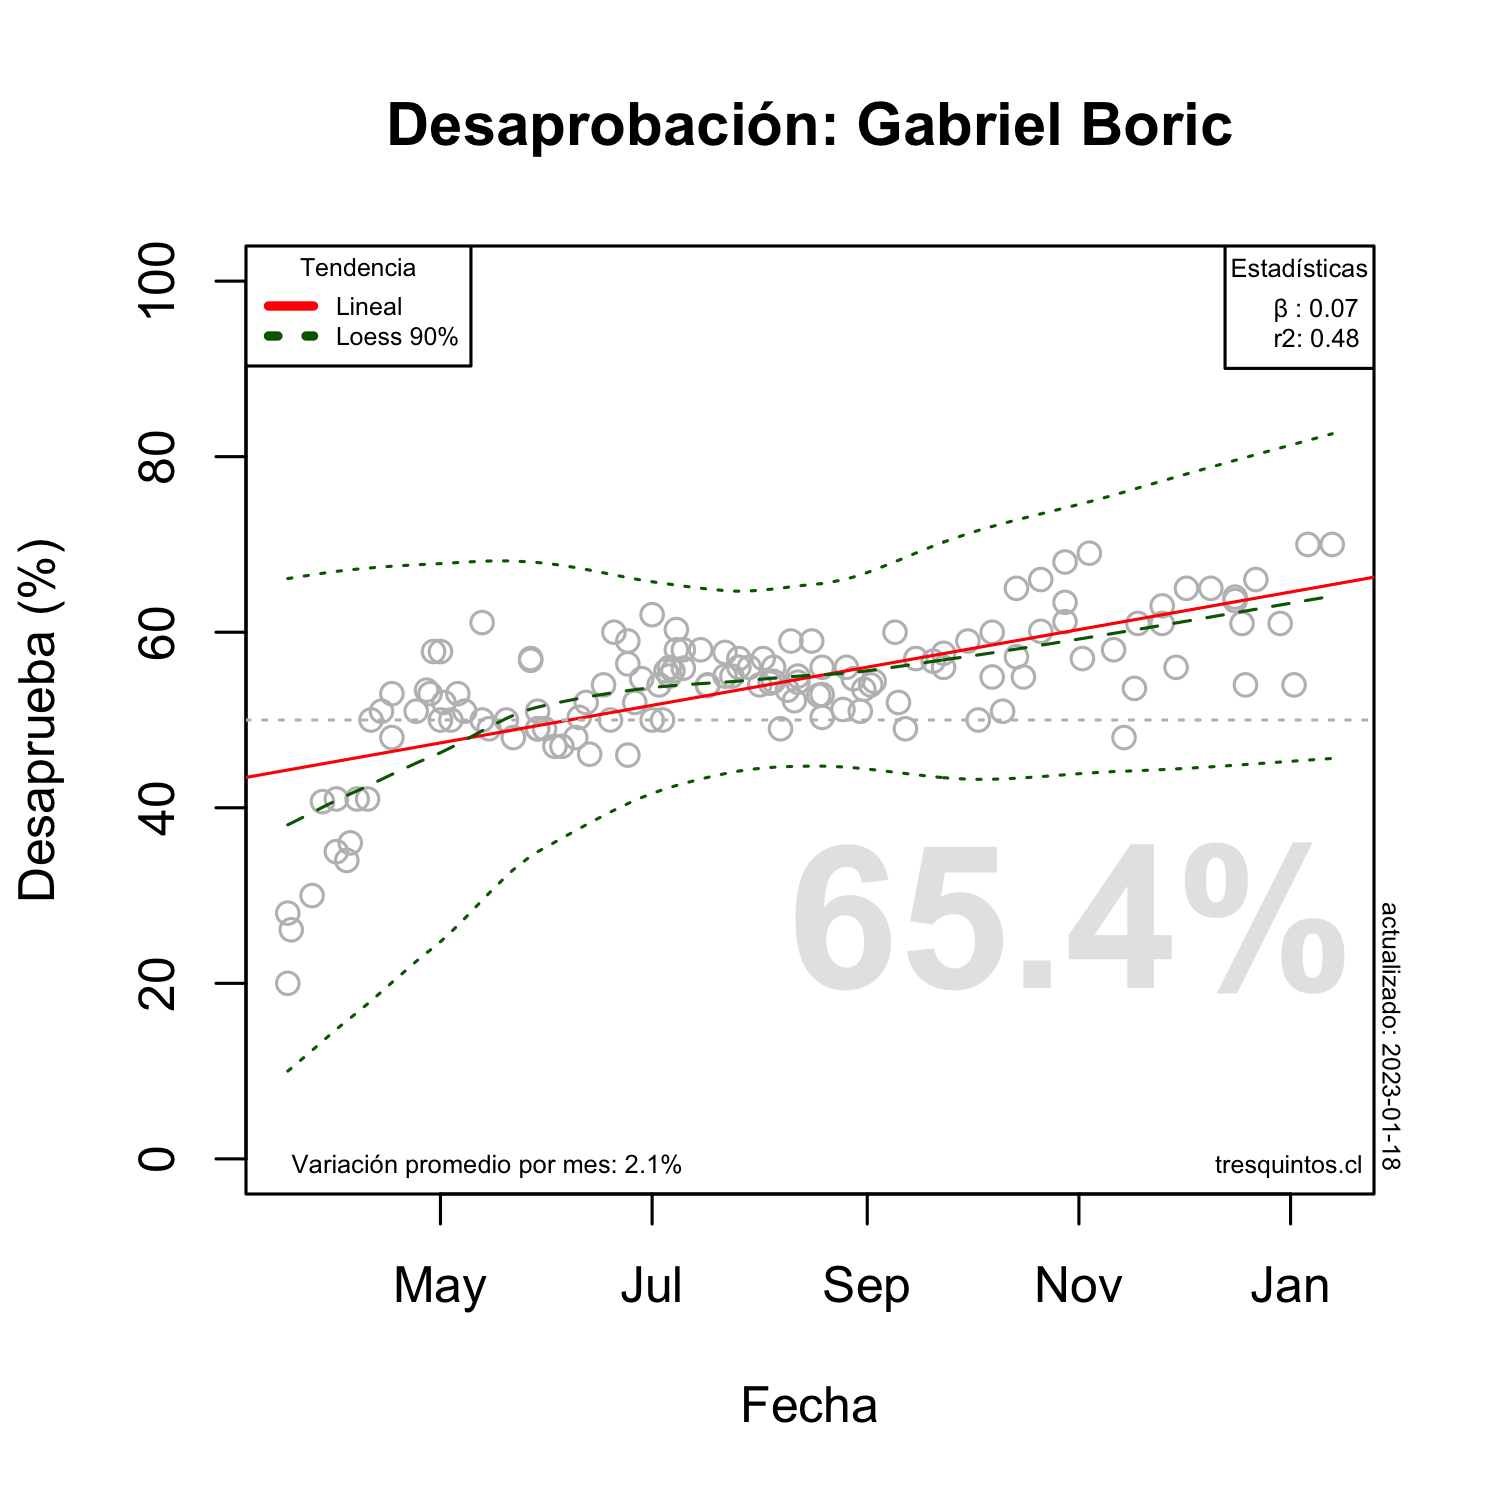 Desaprobación: Gabriel Boric
Tendencia
Lineal
Loess 90%
Estadísticas
β : 0.07
r2: 0.48
Desaprueba (%)
100
80
60
40
20
0
65.4%
actualizado: 2023-01-18
Variación promedio por mes: 2.1%
tresquintos.cl
May
Jul
Sep
Nov
Jan
Fecha